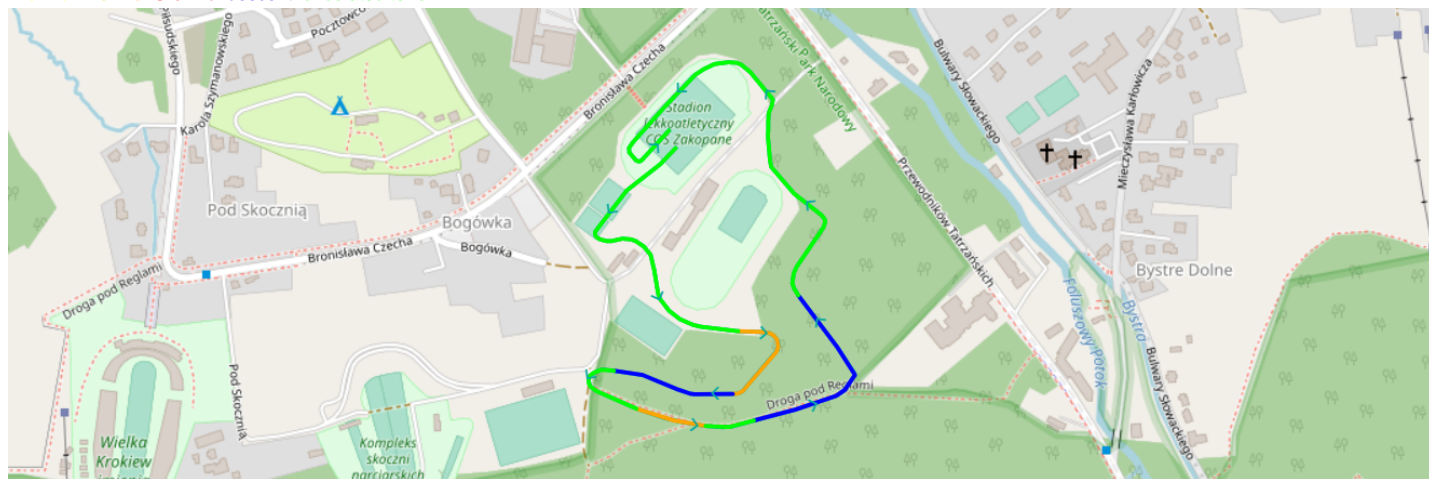 Piłsudskiego
Karola Szymanowskiego
Pocztowc
Bronisława Czecha
Tatrzański Park Narodowy
Bulwary Słowackiego
Mieczysława Karłowicza
Stadion
lekkoatletyczny
COS Zakopane
Przewodników Tatrzańskich
Pod Skocznią
Bogówka
Bogówka
Bronisława Czecha
Droga pod Reglami
Bystre Dolne
Foluszowy Potok
Bystra
Bulwary Słowackiego
Pod Skocznią
Droga pod Reglami
Wielka
Krokiew
imienia
Kompleks
skoczni
narciarskich